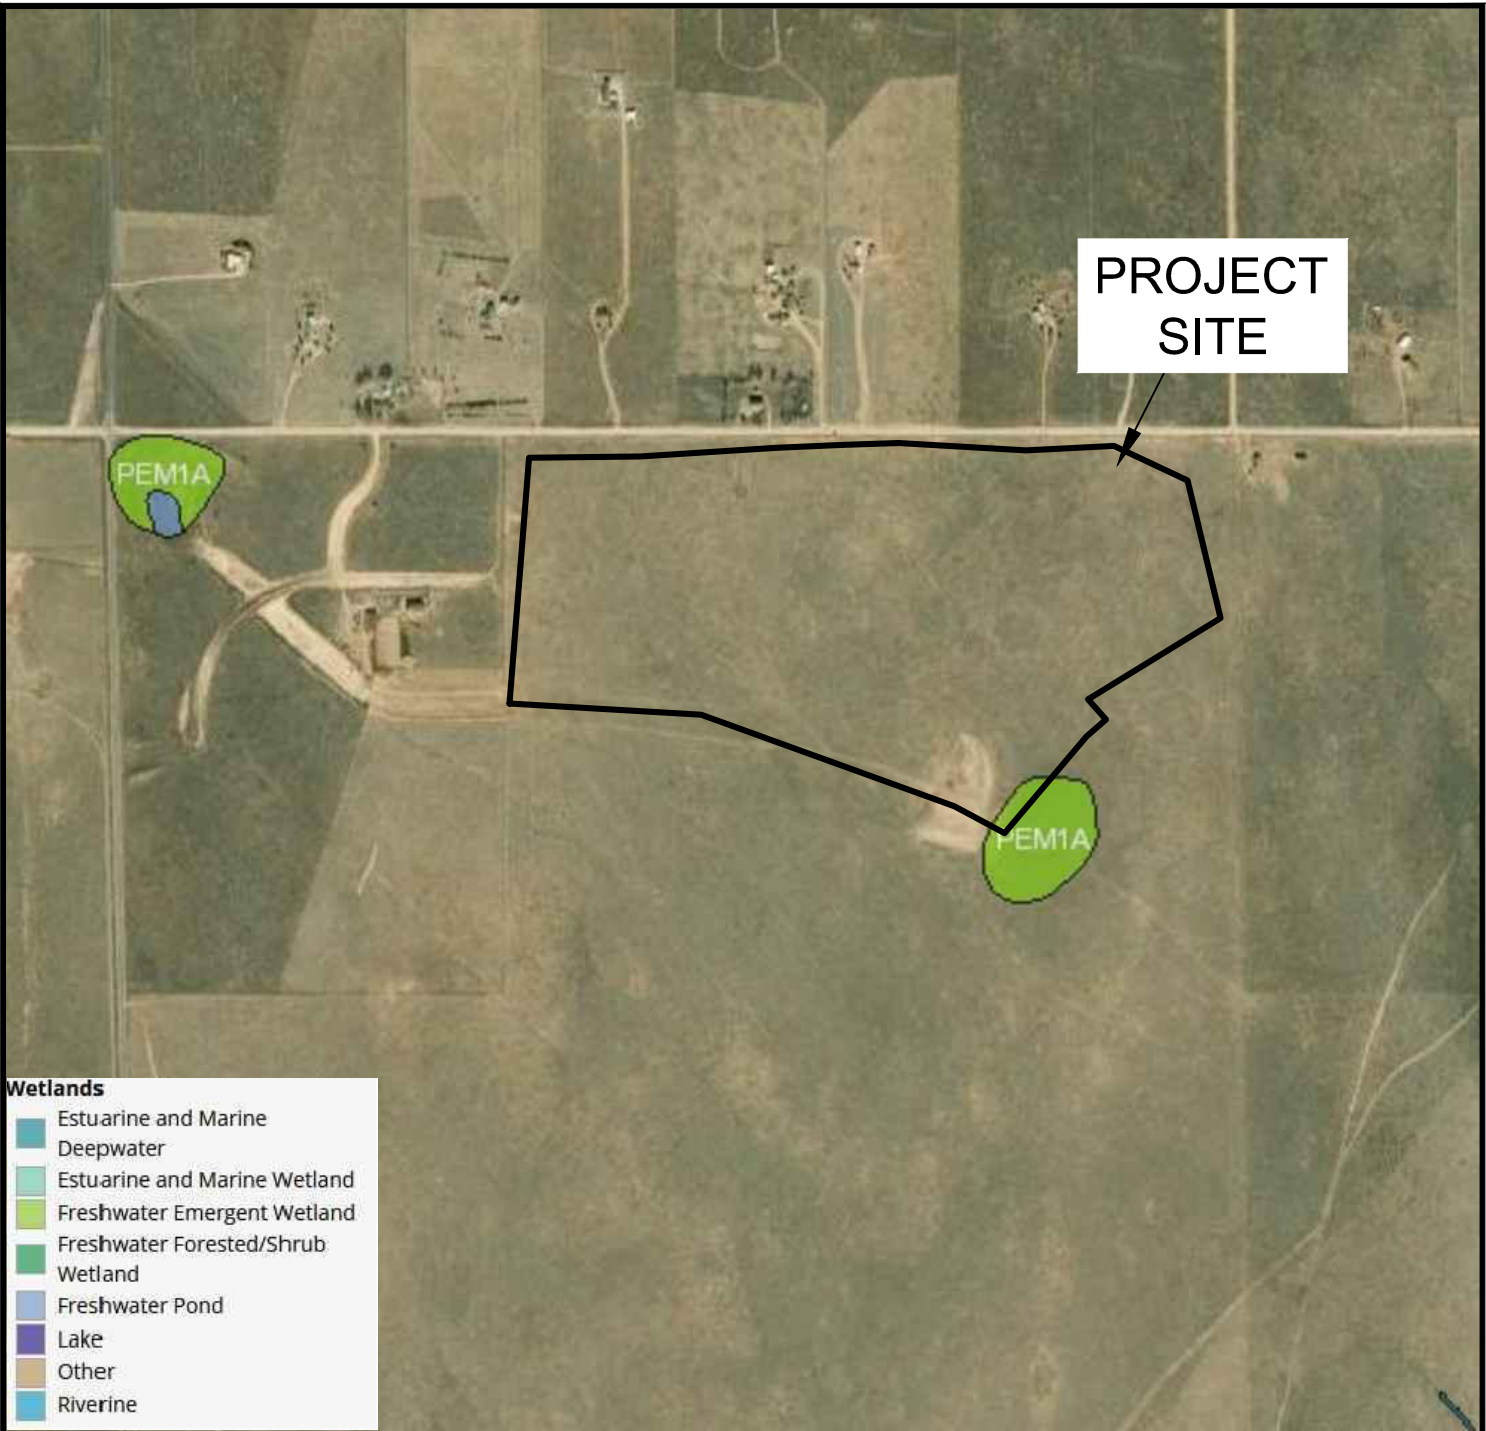 PROJECT
SITE
PEM1A
PEM1A
Wetlands
Estuarine and Marine
Deepwater
Estuarine and Marine Wetland
Freshwater Emergent Wetland
Freshwater Forested/Shrub
Wetland
Freshwater Pond
Lake
Other
Riverine